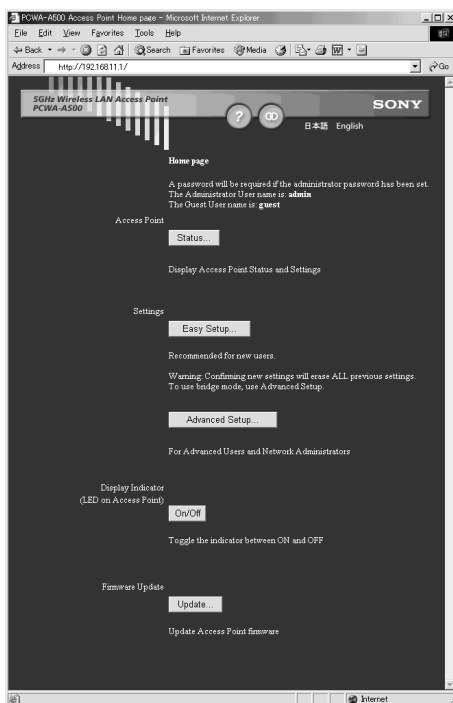 PCWA-A500 Access Point Home page - Microsoft Internet Explorer
File Edit View Favorites Tools Help
Back Search Favorites Media
Address http://192.168.11.1/ Go
5GHz Wireless LAN Access Point
PCWA-A500
SONY
日本語 English
Home page
A password will be required if the administrator password has been set.
The Administrator User name is: admin
The Guest User name is: guest
Access Point
Status...
Display Access Point Status and Settings
Settings
Easy Setup...
Recommended for new users.
Warning: Confirming new settings will erase ALL previous settings.
To use bridge mode, use Advanced Setup.
Advanced Setup...
For Advanced Users and Network Administrators
Display Indicator
(LED on Access Point)
On/Off
Toggle the indicator between ON and OFF
Firmware Update
Update...
Update Access Point firmware
Internet